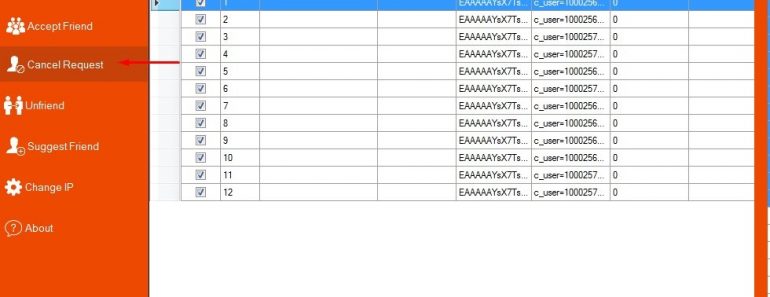 1 EAAAAAYsX7Ts... c_user=1000256... 0
Accept Friend
2 EAAAAAYsX7Ts... c_user=1000256... 0
3 EAAAAAYsX7Ts... c_user=1000257... 0
4 EAAAAAYsX7Ts... c_user=1000256... 0
Cancel Request
5 EAAAAAYsX7Ts... c_user=1000256... 0
6 EAAAAAYsX7Ts... c_user=1000257... 0
Unfriend
7 EAAAAAYsX7Ts... c_user=1000257... 0
8 EAAAAAYsX7Ts... c_user=1000256... 0
Suggest Friend
9 EAAAAAYsX7Ts... c_user=1000256... 0
10 EAAAAAYsX7Ts... c_user=1000256... 0
11 EAAAAAYsX7Ts... c_user=1000257... 0
Change IP
12 EAAAAAYsX7Ts... c_user=1000257... 0
About